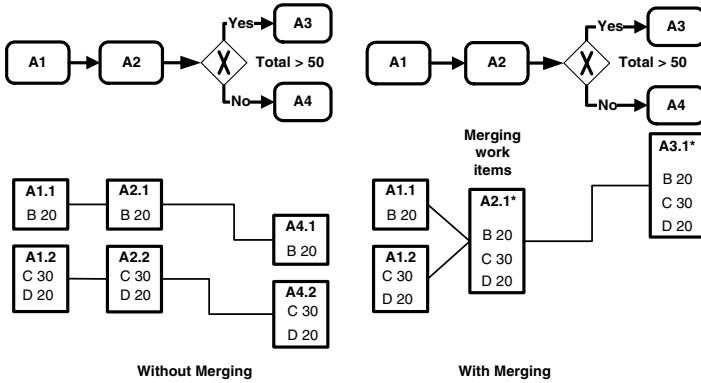 Yes
A3
A1
A2
X
Total > 50
No
A4
A1.1
B 20
A2.1
B 20
A4.1
B 20
A1.2
C 30
D 20
A2.2
C 30
D 20
A4.2
C 30
D 20
Without Merging
Yes
A3
A1
A2
X
Total > 50
No
A4
Merging
work
items
A1.1
B 20
A1.2
C 30
D 20
A2.1*
B 20
C 30
D 20
A3.1*
B 20
C 30
D 20
With Merging